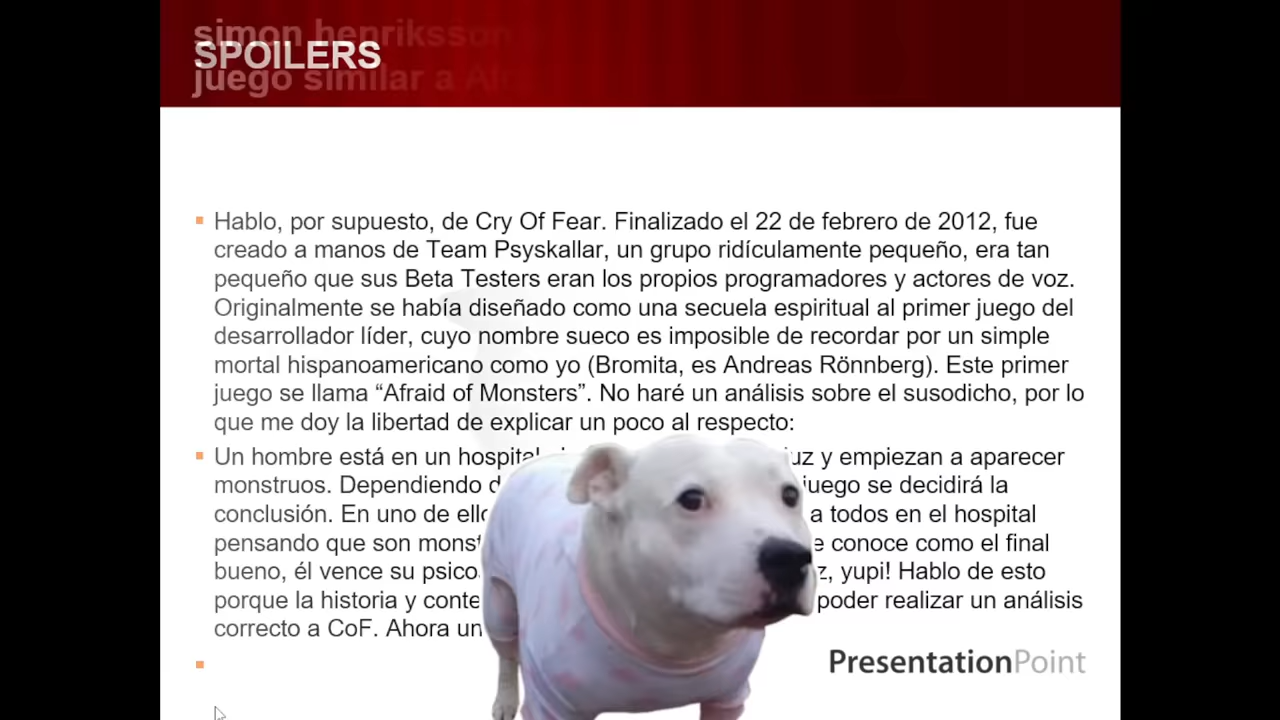 simon henriksson
SPOILERS
juego similar a Afra
Hablo, por supuesto, de Cry Of Fear. Finalizado el 22 de febrero de 2012, fue
creado a manos de Team Psyskallar, un grupo ridículamente pequeño, era tan
pequeño que sus Beta Testers eran los propios programadores y actores de voz.
Originalmente se había diseñado como una secuela espiritual al primer juego del
desarrollador líder, cuyo nombre sueco es imposible de recordar por un simple
mortal hispanoamericano como yo (Bromita, es Andreas Rönnberg). Este primer
juego se llama “Afraid of Monsters”. No haré un análisis sobre el susodicho, por lo
que me doy la libertad de explicar un poco al respecto:
Un hombre está en un hospital y empiezan a aparecer
monstruos. Dependiendo juego se decidirá la
conclusión. En uno de a todos en el hospital
pensando que son conoce como el final
bueno, él vence su yupi! Hablo de esto
porque la historia y poder realizar un análisis
correcto a CoF. Ahora
PresentationPoint